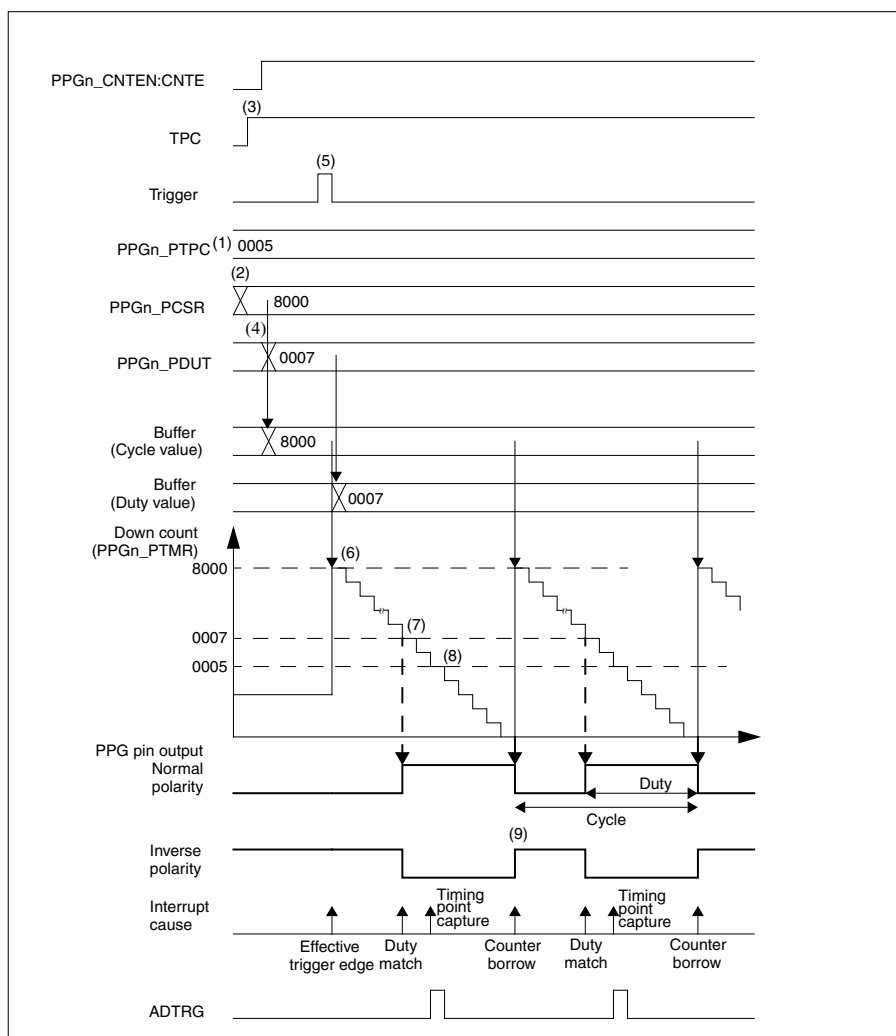 PPGn_CNTEN:CNTE
(3)
TPC
(5)
Trigger
PPGn_PTPC (1) 0005
(2)
PPGn_PCSR 8000
(4)
PPGn_PDUT 0007
Buffer
(Cycle value) 8000
Buffer
(Duty value) 0007
Down count
(PPGn_PTMR)
8000 (6)
0007 (7)
0005 (8)
PPG pin output
Normal
polarity
Duty
Cycle
(9)
Inverse
polarity
Interrupt
cause
Timing
point
capture
Timing
point
capture
Effective
trigger edge
Duty
match
Counter
borrow
Duty
match
Counter
borrow
ADTRG